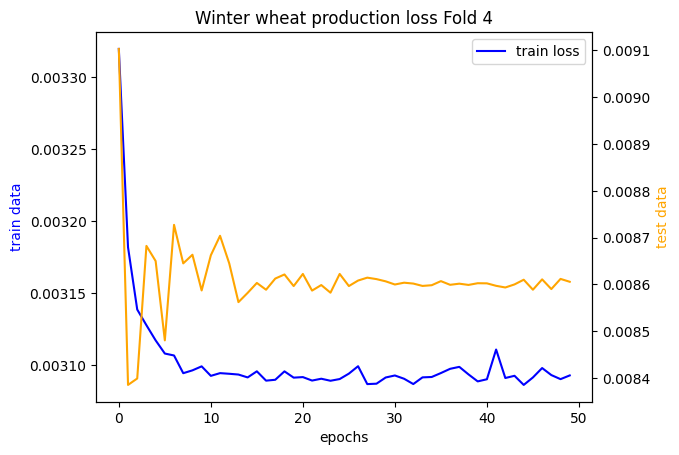 Winter wheat production loss Fold 4
train loss
0.00330
0.00325
0.00320
0.00315
0.00310
train data
0.0091
0.0090
0.0089
0.0088
0.0087
0.0086
0.0085
0.0084
test data
0 10 20 30 40 50
epochs